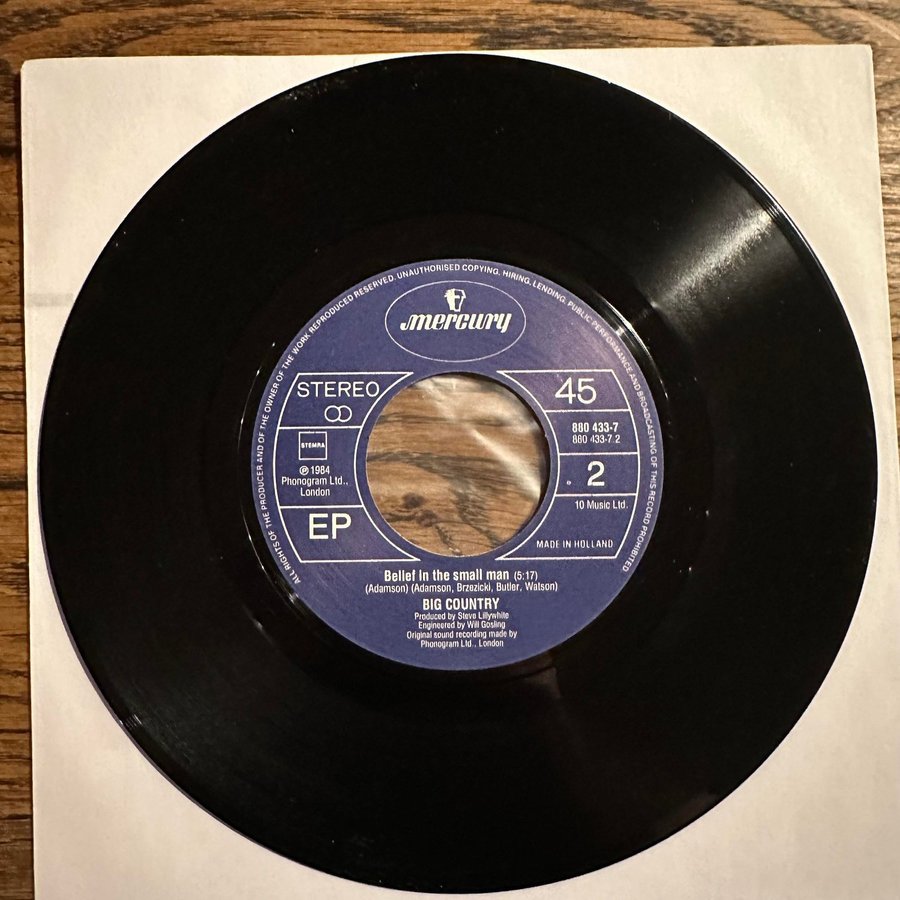 ALL RIGHTS OF THE PRODUCER AND OF THE OWNER OF THE WORK REPRODUCED RESERVED. UNAUTHORISED COPYING, HIRING, LENDING, PUBLIC PERFORMANCE AND BROADCASTING OF THIS RECORD PROHIBITED
mercury
STEREO
45
880 433-7
880 433-7.2
STEMRA
2
℗ 1984
Phonogram Ltd.,
London
10 Music Ltd.
EP
MADE IN HOLLAND
Belief in the small man (5:17)
(Adamson) (Adamson, Brzezicki, Butler, Watson)
BIG COUNTRY
Produced by Steve Lillywhite
Engineered by Will Gosling
Original sound recording made by
Phonogram Ltd., London